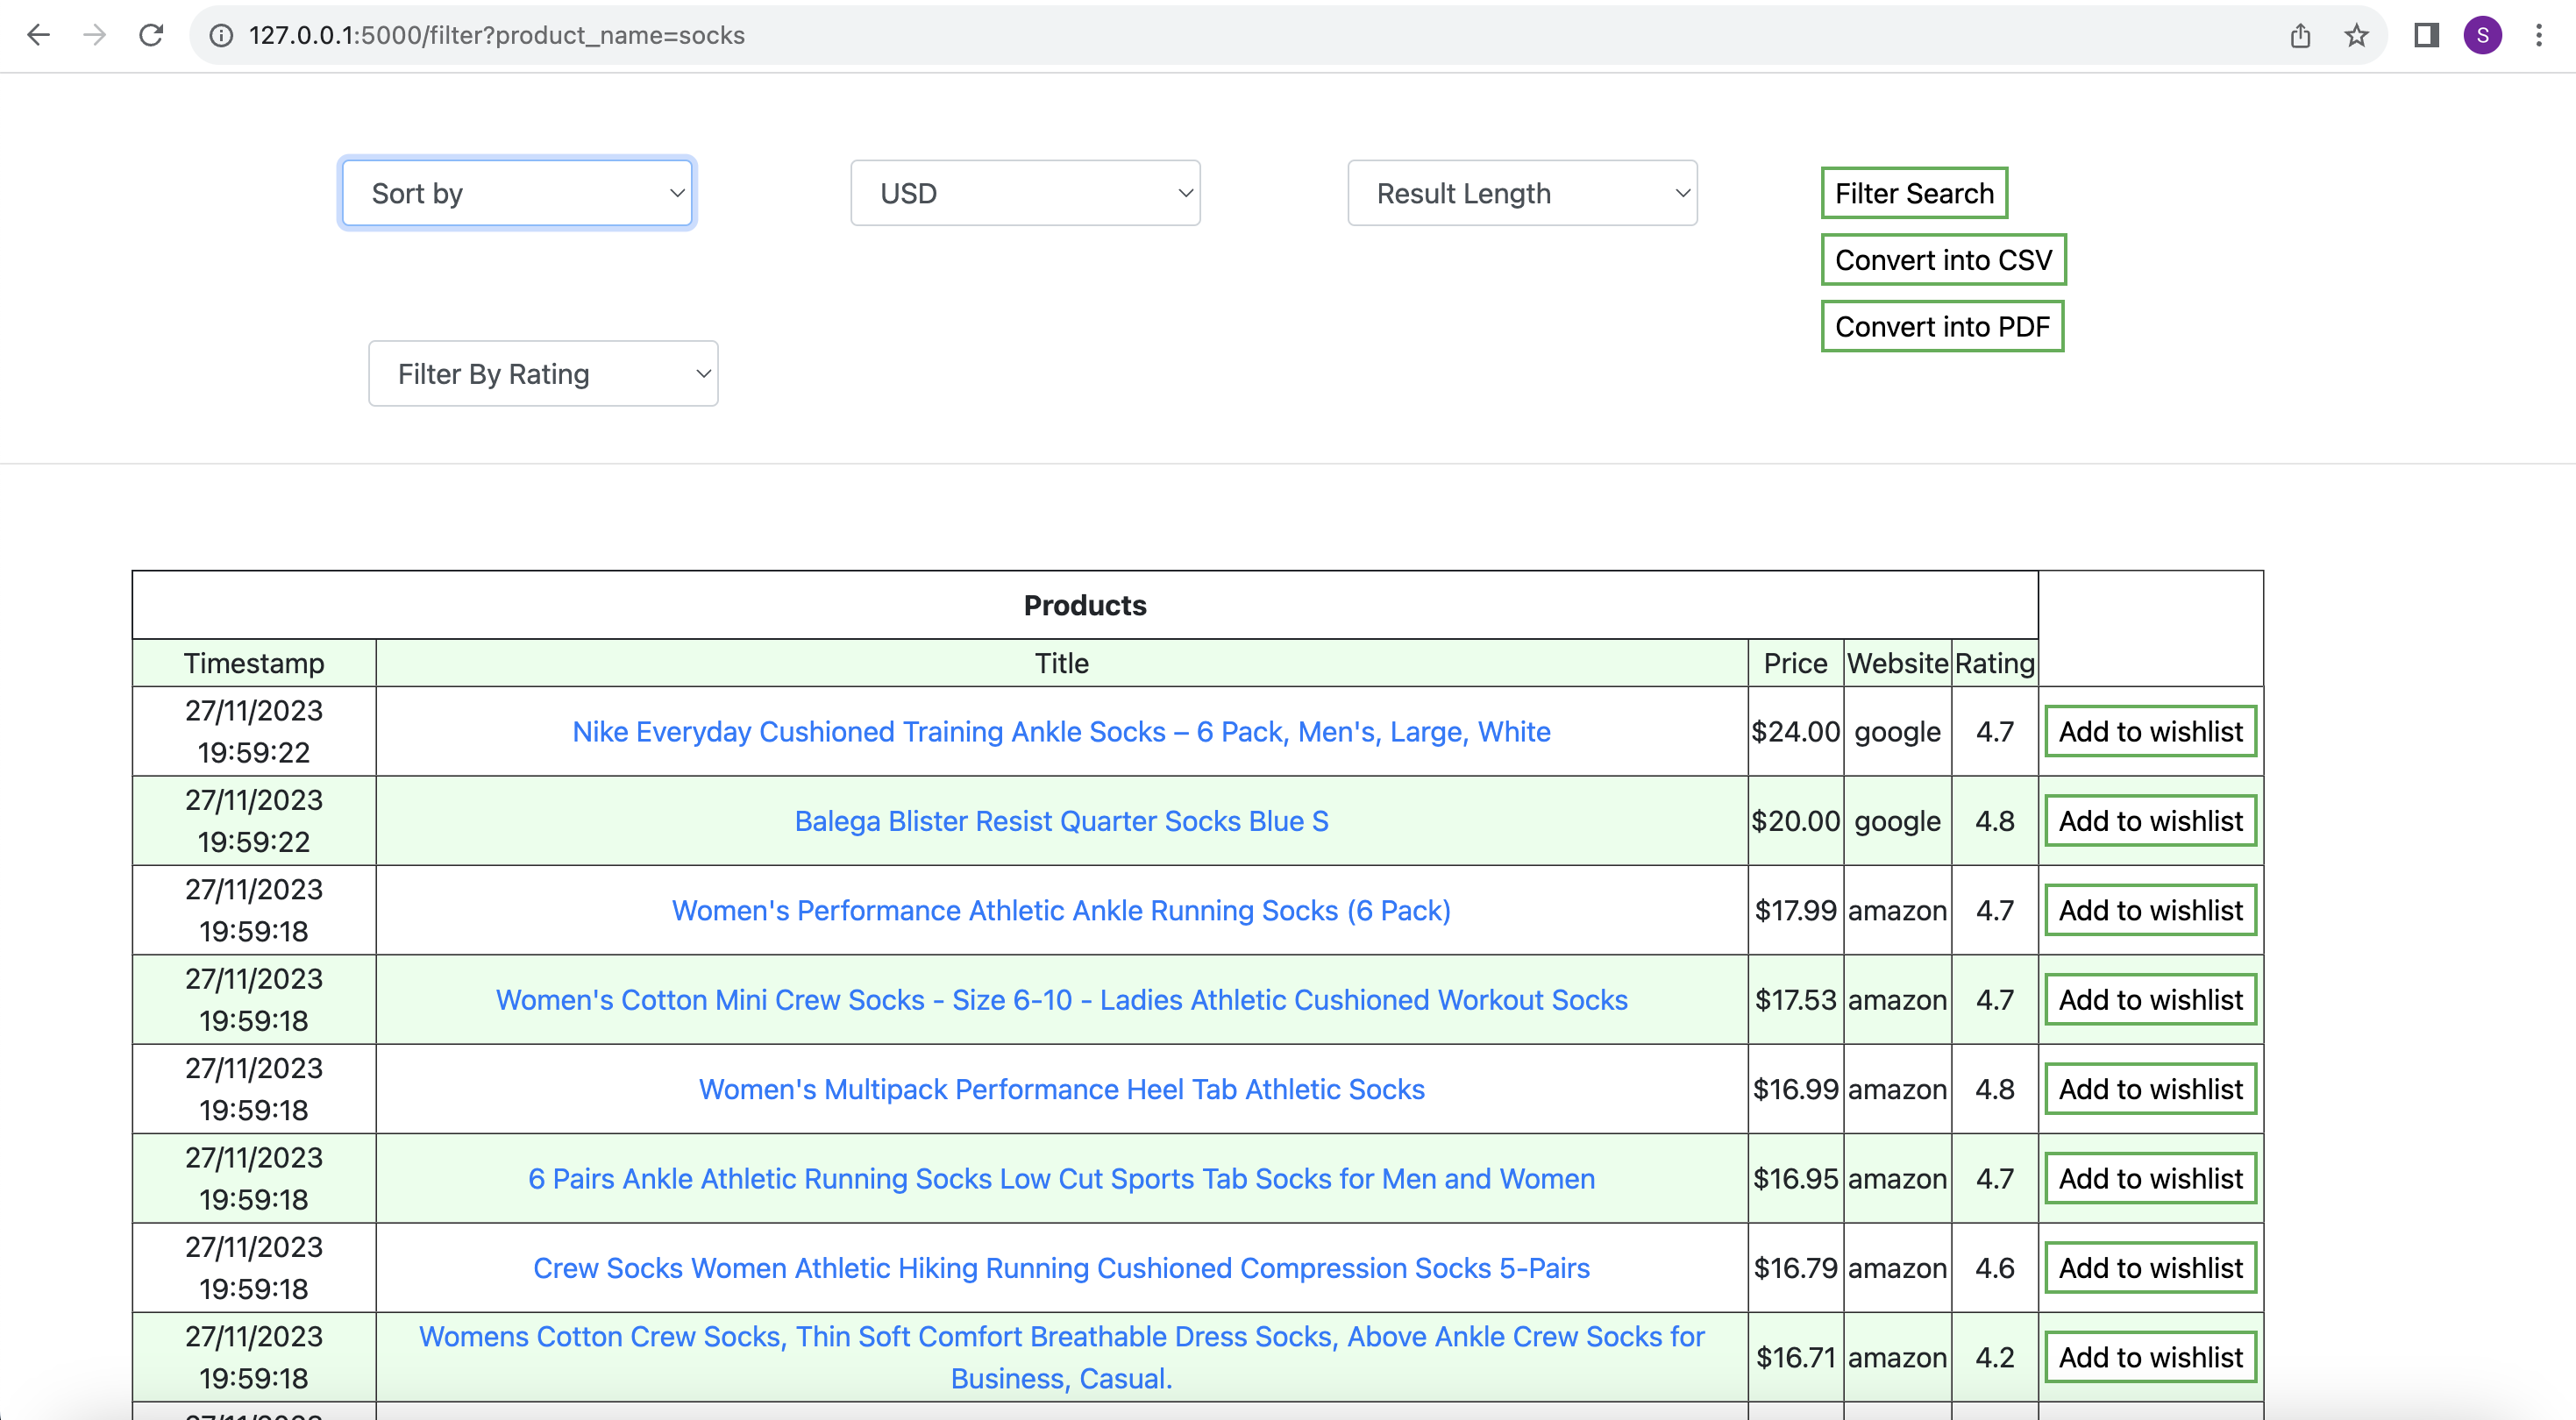 127.0.0.1:5000/filter?product_name=socks
S
Sort by
USD
Result Length
Filter Search
Convert into CSV
Convert into PDF
Filter By Rating
Products
Timestamp Title Price Website Rating
27/11/2023
19:59:22
Nike Everyday Cushioned Training Ankle Socks – 6 Pack, Men's, Large, White
$24.00 google 4.7 Add to wishlist
27/11/2023
19:59:22
Balega Blister Resist Quarter Socks Blue S
$20.00 google 4.8 Add to wishlist
27/11/2023
19:59:18
Women's Performance Athletic Ankle Running Socks (6 Pack)
$17.99 amazon 4.7 Add to wishlist
27/11/2023
19:59:18
Women's Cotton Mini Crew Socks - Size 6-10 - Ladies Athletic Cushioned Workout Socks
$17.53 amazon 4.7 Add to wishlist
27/11/2023
19:59:18
Women's Multipack Performance Heel Tab Athletic Socks
$16.99 amazon 4.8 Add to wishlist
27/11/2023
19:59:18
6 Pairs Ankle Athletic Running Socks Low Cut Sports Tab Socks for Men and Women
$16.95 amazon 4.7 Add to wishlist
27/11/2023
19:59:18
Crew Socks Women Athletic Hiking Running Cushioned Compression Socks 5-Pairs
$16.79 amazon 4.6 Add to wishlist
27/11/2023
19:59:18
Womens Cotton Crew Socks, Thin Soft Comfort Breathable Dress Socks, Above Ankle Crew Socks for
Business, Casual.
$16.71 amazon 4.2 Add to wishlist